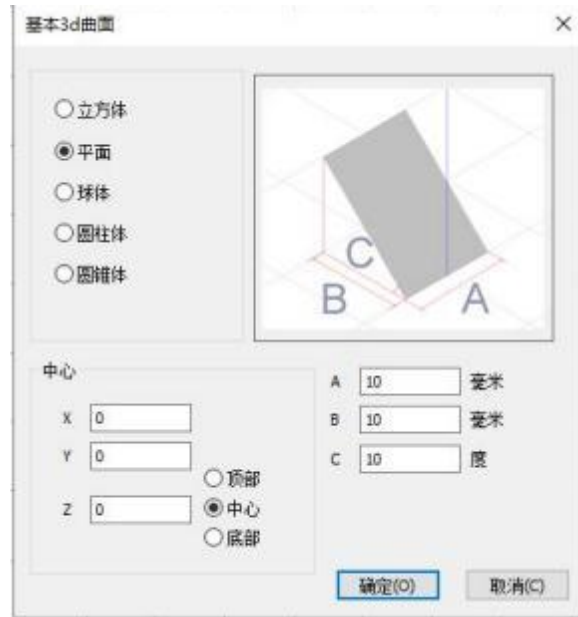 基本3d曲面
立方体
平面
球体
圆柱体
圆锥体
C
B
A
中心
X 0
Y 0
Z 0
顶部
中心
底部
A 10 毫米
B 10 毫米
C 10 度
确定(O) 取消(C)